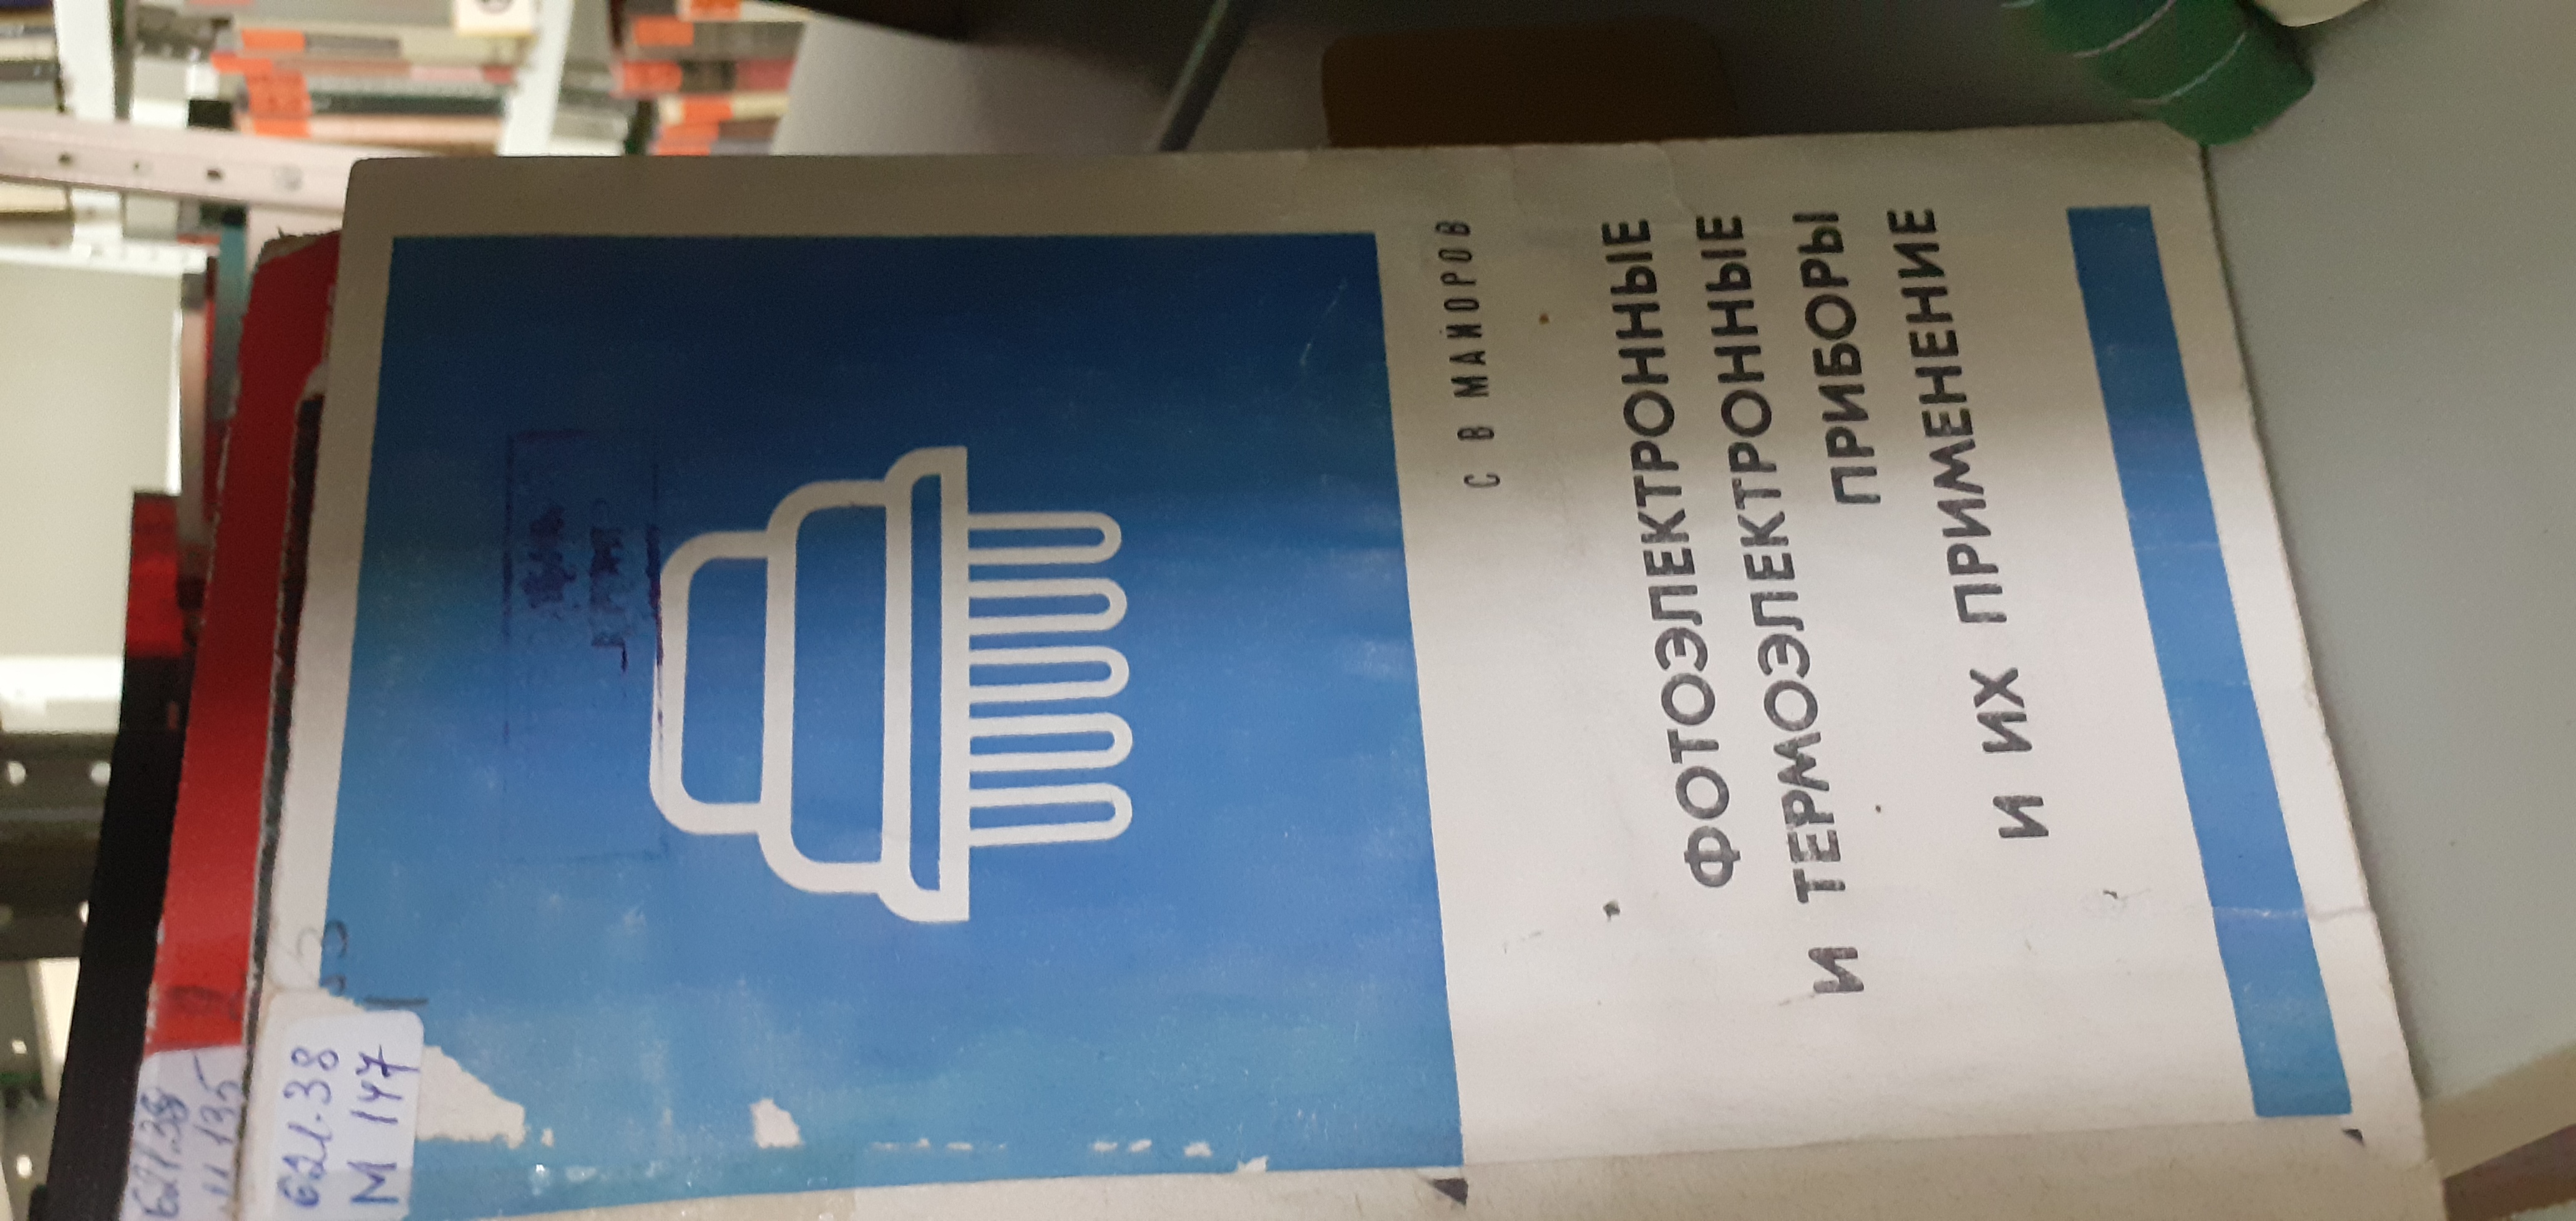 С В МАЙОРОВ
ФОТОЭЛЕКТРОННЫЕ
И ТЕРМОЭЛЕКТРОННЫЕ
ПРИБОРЫ
И ИХ ПРИМЕНЕНИЕ
621.38
М 147